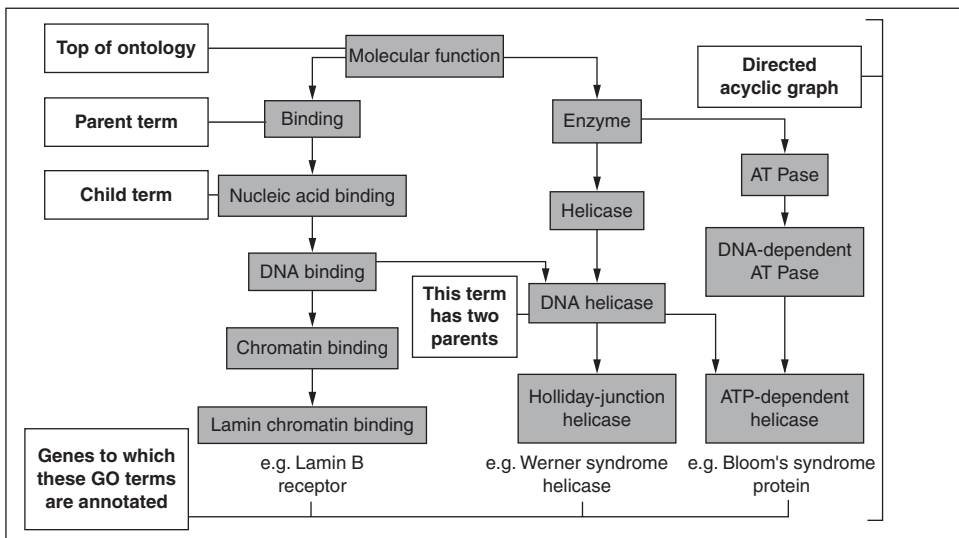 Top of ontology
Molecular function
Directed
acyclic graph
Parent term
Binding
Enzyme
Child term
Nucleic acid binding
Helicase
AT Pase
DNA binding
DNA-dependent
AT Pase
This term
has two
parents
DNA helicase
Chromatin binding
Holliday-junction
helicase
ATP-dependent
helicase
Lamin chromatin binding
Genes to which
these GO terms
are annotated
e.g. Lamin B
receptor
e.g. Werner syndrome
helicase
e.g. Bloom's syndrome
protein